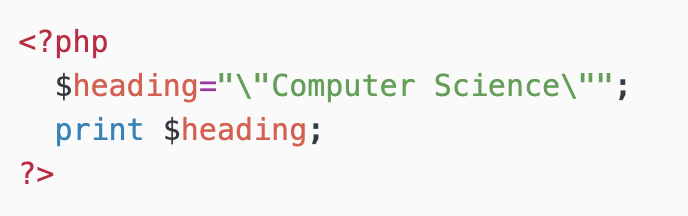 <?php
  $heading="\"Computer Science\"";
  print $heading;
?>